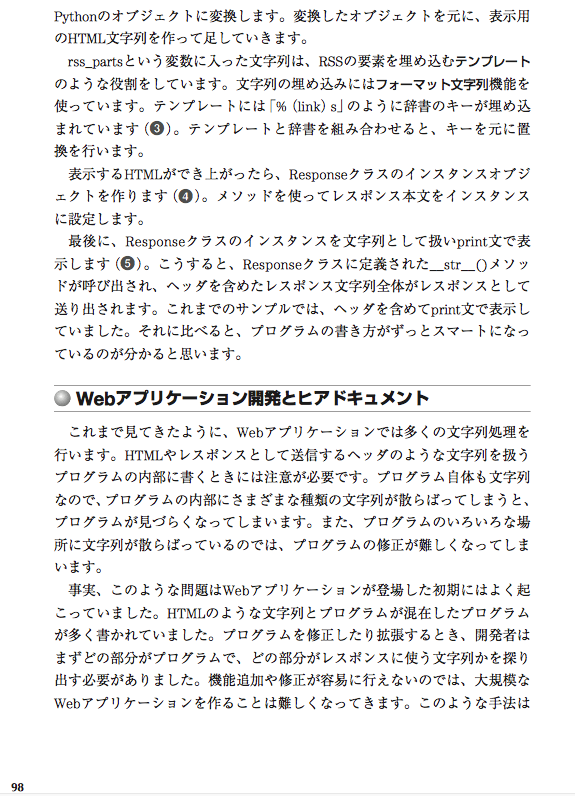 Pythonのオブジェクトに変換します。変換したオブジェクトを元に、表示用
のHTML文字列を作って足していきます。
rss_partsという変数に入った文字列は、RSSの要素を埋め込むテンプレート
のような役割をしています。文字列の埋め込みにはフォーマット文字列機能を
使っています。テンプレートには「%（link）s」のように辞書のキーが埋め込
まれています（❸）。テンプレートと辞書を組み合わせると、キーを元に置
換を行います。
表示するHTMLができ上がったら、Responseクラスのインスタンスオブジ
ェクトを作ります（❹）。メソッドを使ってレスポンス本文をインスタンス
に設定します。
最後に、Responseクラスのインスタンスを文字列として扱いprint文で表
示します（❺）。こうすると、Responseクラスに定義された__str__()メソッ
ドが呼び出され、ヘッダを含めたレスポンス文字列全体がレスポンスとして
送り出されます。これまでのサンプルでは、ヘッダを含めてprint文で表示し
ていました。それに比べると、プログラムの書き方がずっとスマートになっ
ているのが分かると思います。
Webアプリケーション開発とヒアドキュメント
これまで見てきたように、Webアプリケーションでは多くの文字列処理を
行います。HTMLやレスポンスとして送信するヘッダのような文字列を扱う
プログラムの内部に書くときには注意が必要です。プログラム自体も文字列
なので、プログラムの内部にさまざまな種類の文字列が散らばってしまうと、
プログラムが見づらくなってしまいます。また、プログラムのいろいろな場
所に文字列が散らばっているのでは、プログラムの修正が難しくなってしま
います。
事実、このような問題はWebアプリケーションが登場した初期にはよく起
こっていました。HTMLのような文字列とプログラムが混在したプログラム
が多く書かれていました。プログラムを修正したり拡張するとき、開発者は
まずどの部分がプログラムで、どの部分がレスポンスに使う文字列かを探り
出す必要がありました。機能追加や修正が容易に行えないのでは、大規模な
Webアプリケーションを作ることは難しくなってきます。このような手法は
98